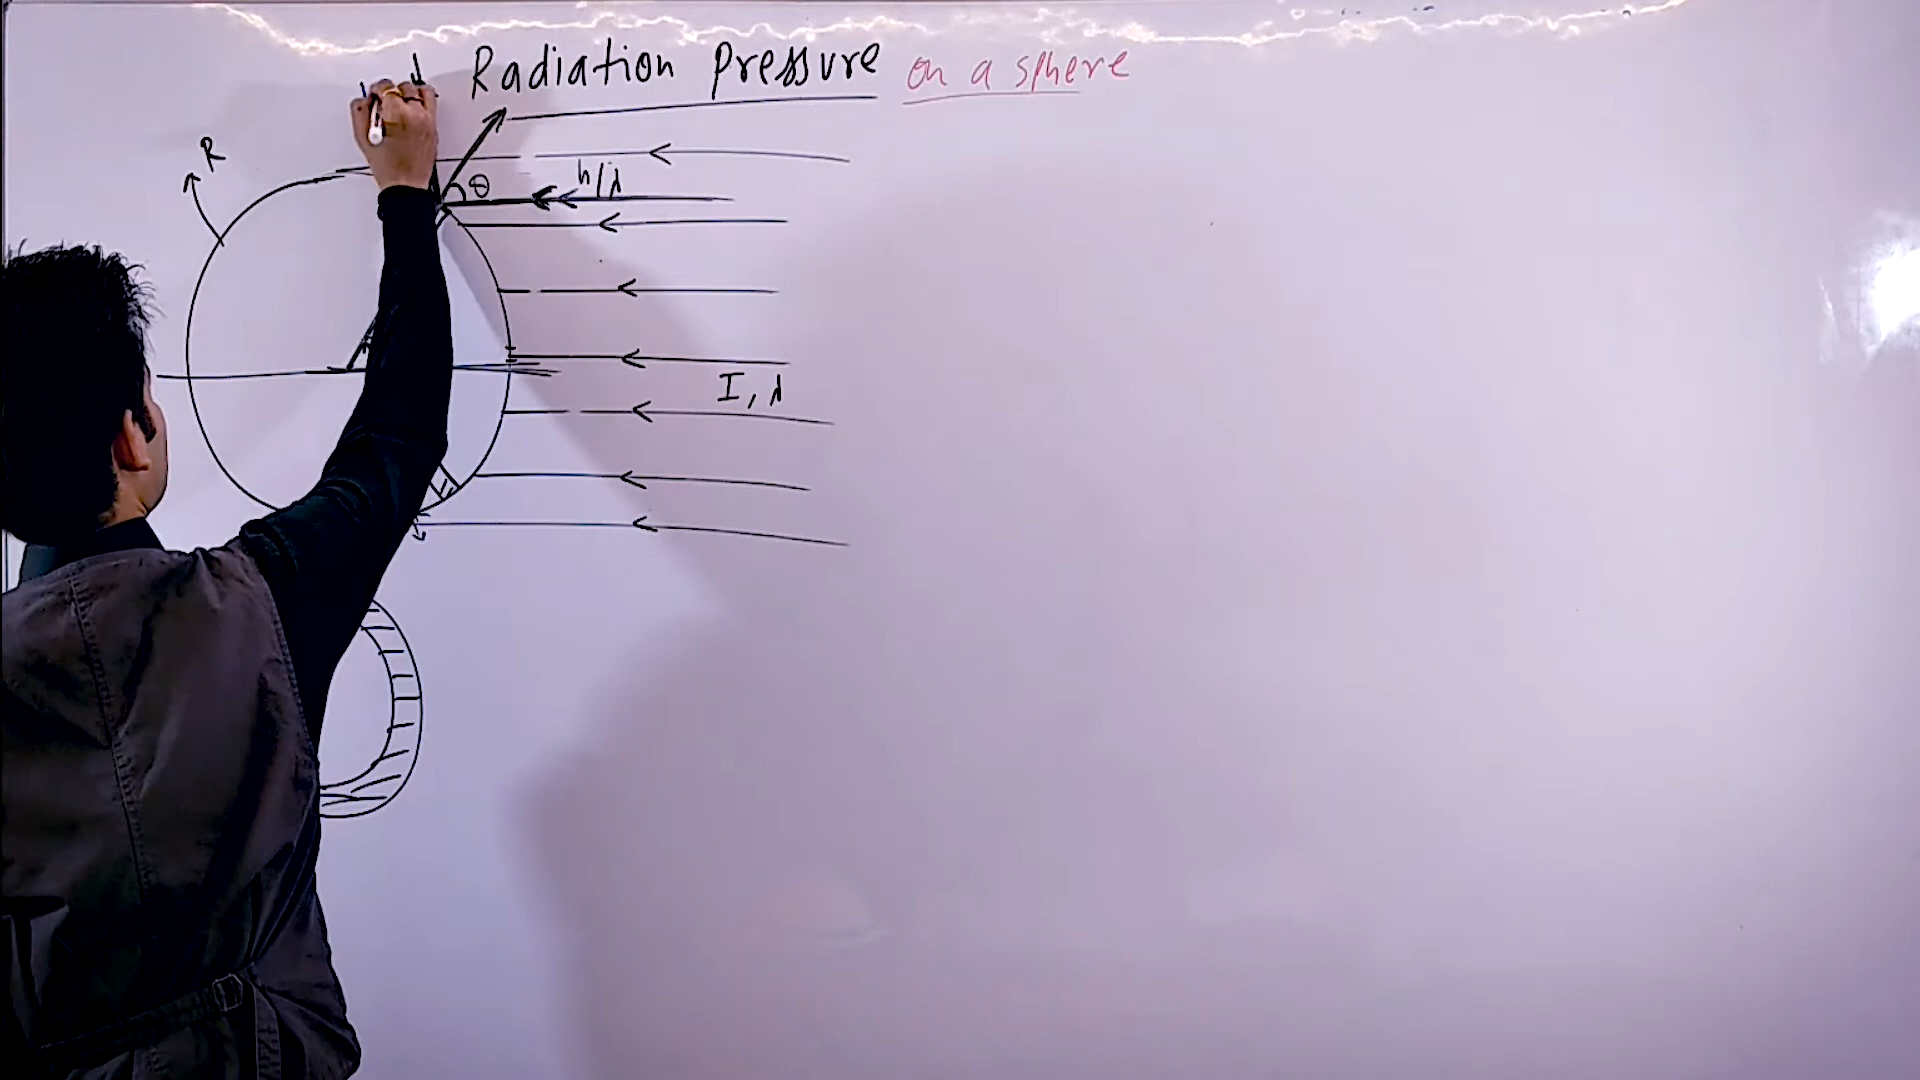 Radiation Pressure on a sphere
R
θ
h/λ
I, λ